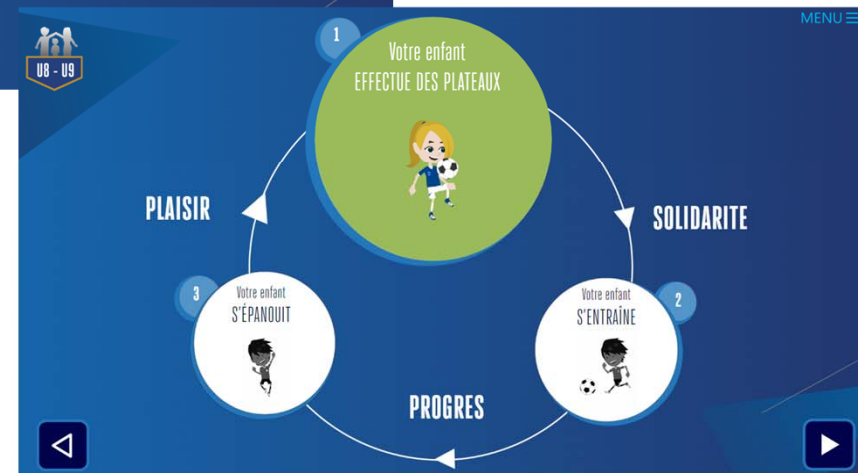 MENU
U8 - U9
1
Votre enfant
EFFECTUE DES PLATEAUX
PLAISIR
SOLIDARITE
3
Votre enfant
S'ÉPANOUIT
2
Votre enfant
S'ENTRAÎNE
PROGRES